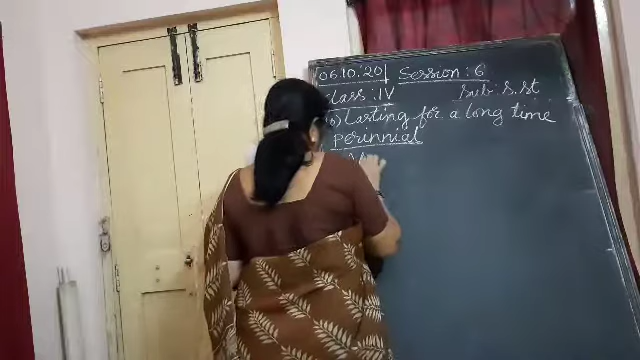 06.10.20 Session : 6
Class : IV Sub : S.st
b) Lasting for a long time
perinnial